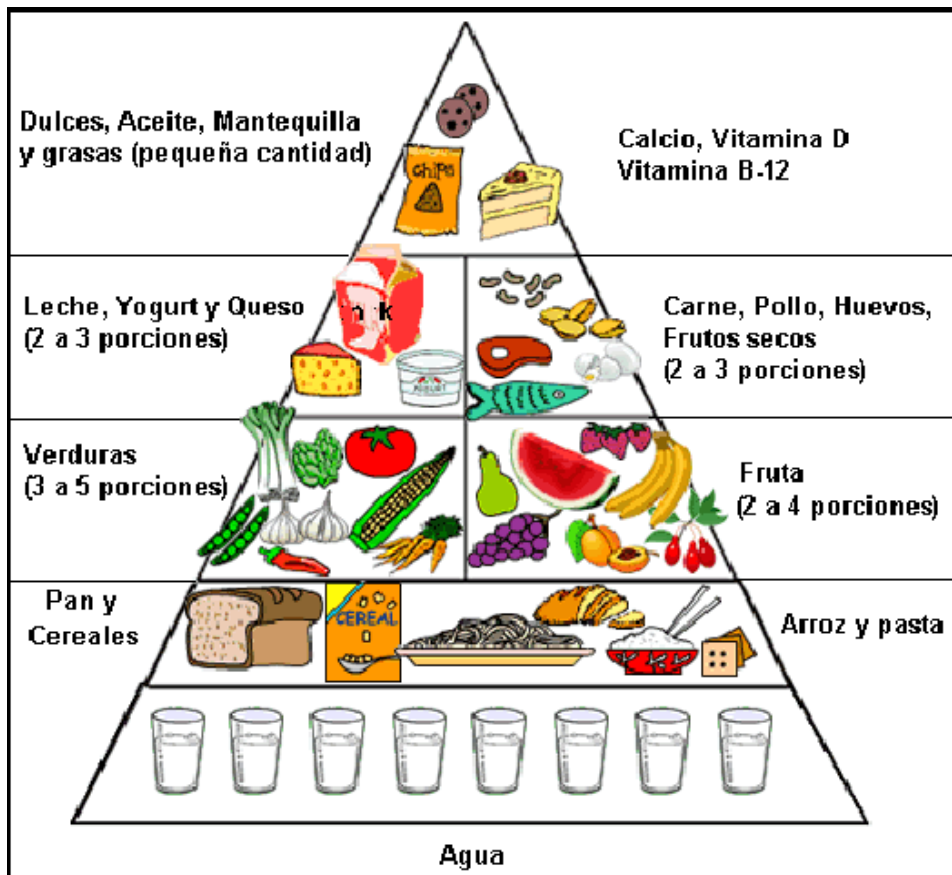 Dulces, Aceite, Mantequilla
y grasas (pequeña cantidad)
Calcio, Vitamina D
Vitamina B-12
chips
Leche, Yogurt y Queso
(2 a 3 porciones)
Carne, Pollo, Huevos,
Frutos secos
(2 a 3 porciones)
Verduras
(3 a 5 porciones)
Fruta
(2 a 4 porciones)
Pan y
Cereales
CEREAL
Arroz y pasta
Agua